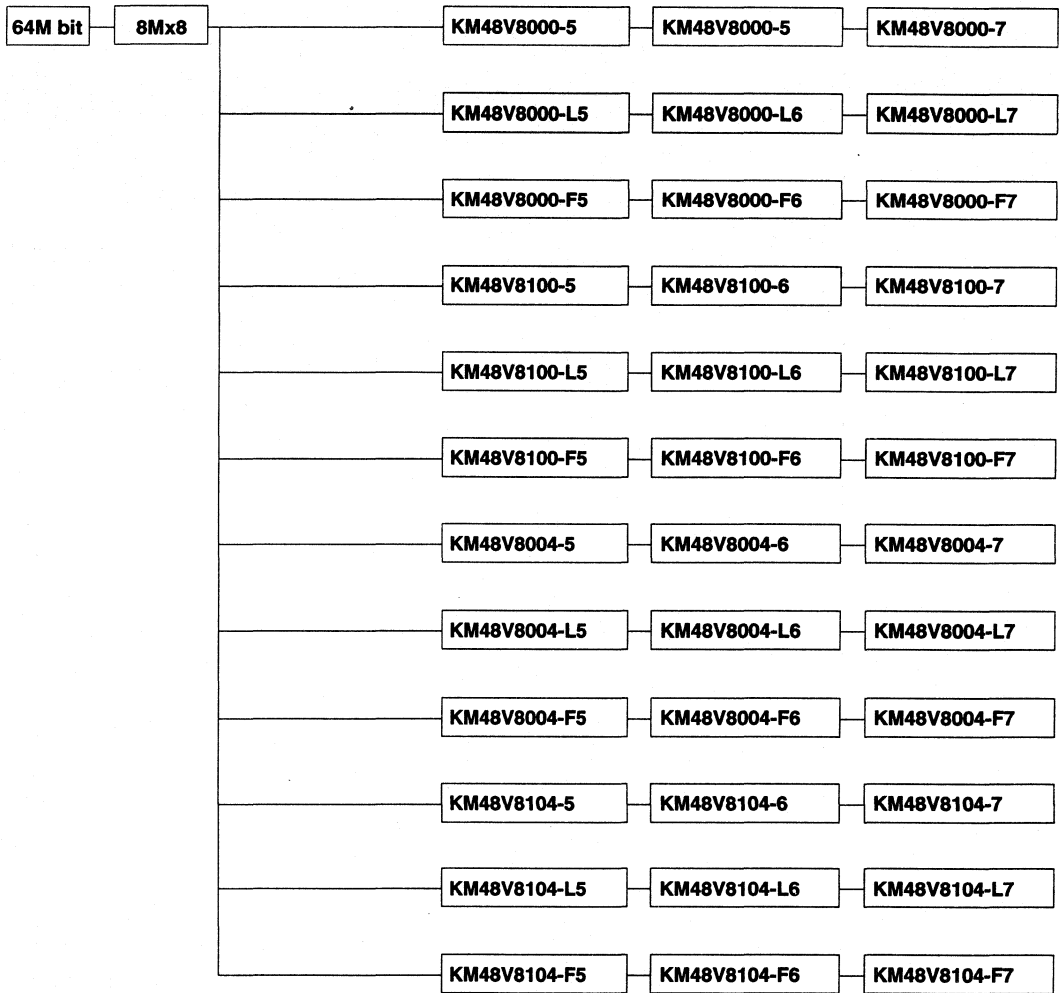 64M bit 8Mx8 KM48V8000-5 KM48V8000-5 KM48V8000-7
KM48V8000-L5 KM48V8000-L6 KM48V8000-L7
KM48V8000-F5 KM48V8000-F6 KM48V8000-F7
KM48V8100-5 KM48V8100-6 KM48V8100-7
KM48V8100-L5 KM48V8100-L6 KM48V8100-L7
KM48V8100-F5 KM48V8100-F6 KM48V8100-F7
KM48V8004-5 KM48V8004-6 KM48V8004-7
KM48V8004-L5 KM48V8004-L6 KM48V8004-L7
KM48V8004-F5 KM48V8004-F6 KM48V8004-F7
KM48V8104-5 KM48V8104-6 KM48V8104-7
KM48V8104-L5 KM48V8104-L6 KM48V8104-L7
KM48V8104-F5 KM48V8104-F6 KM48V8104-F7